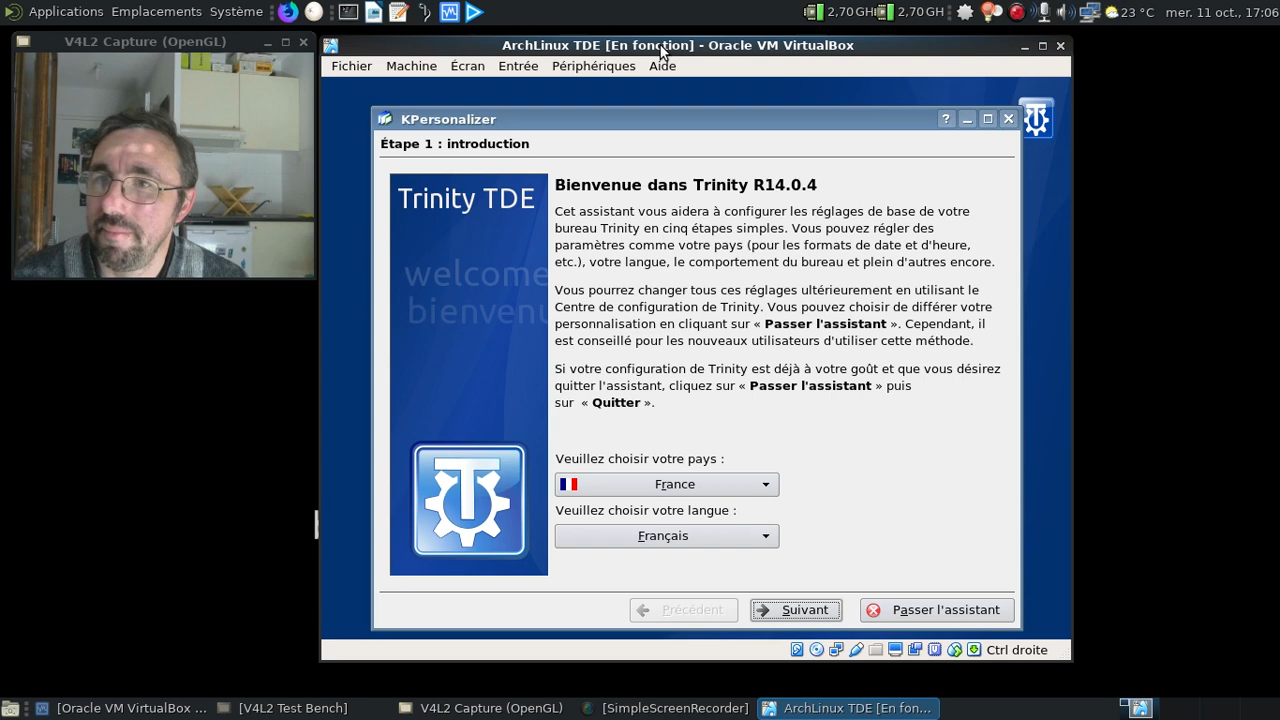 Applications Emplacements Système 2,70 GH 2,70 GH 23 °C mer. 11 oct., 17:06
V4L2 Capture (OpenGL)
ArchLinux TDE [En fonction] - Oracle VM VirtualBox
Fichier Machine Écran Entrée Périphériques Aide
KPersonalizer
Étape 1 : introduction
Trinity TDE
welcome
bienvenu
Bienvenue dans Trinity R14.0.4
Cet assistant vous aidera à configurer les réglages de base de votre
bureau Trinity en cinq étapes simples. Vous pouvez régler des
paramètres comme votre pays (pour les formats de date et d'heure,
etc.), votre langue, le comportement du bureau et plein d'autres encore.
Vous pourrez changer tous ces réglages ultérieurement en utilisant le
Centre de configuration de Trinity. Vous pouvez choisir de différer votre
personnalisation en cliquant sur « Passer l'assistant ». Cependant, il
est conseillé pour les nouveaux utilisateurs d'utiliser cette méthode.
Si votre configuration de Trinity est déjà à votre goût et que vous désirez
quitter l'assistant, cliquez sur « Passer l'assistant » puis
sur « Quitter ».
Veuillez choisir votre pays :
France
Veuillez choisir votre langue :
Français
Précédent Suivant Passer l'assistant
Ctrl droite
[Oracle VM VirtualBox ... [V4L2 Test Bench] V4L2 Capture (OpenGL) [SimpleScreenRecorder] ArchLinux TDE [En fon...